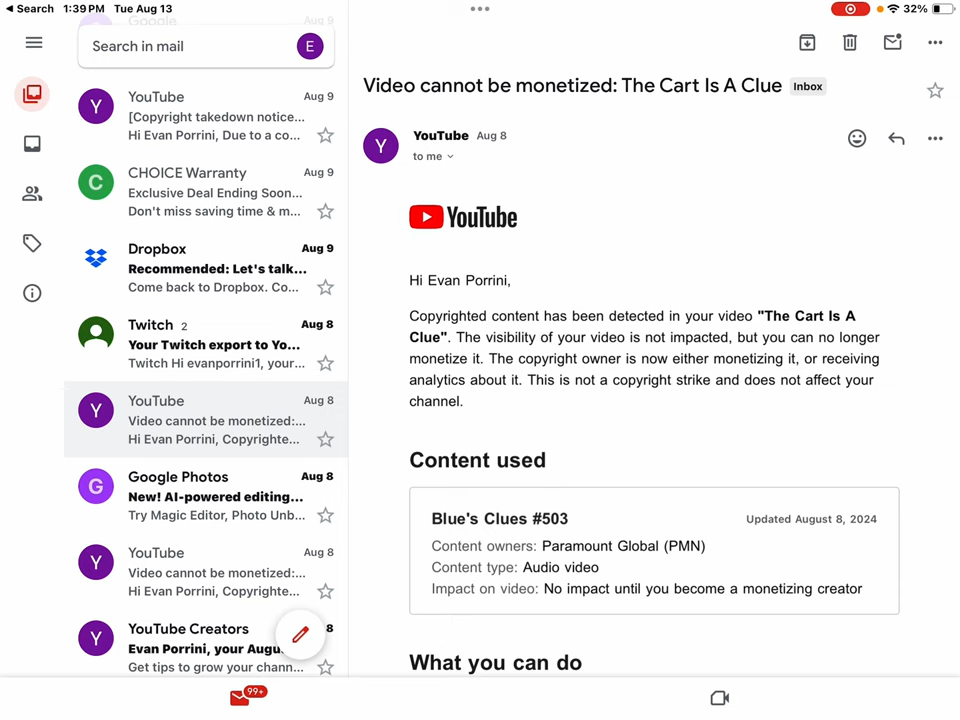 ◀ Search 1:39 PM Tue Aug 13
32%
Google
Aug 9
Search in mail
E
Y
YouTube
Aug 9
[Copyright takedown notice...
Hi Evan Porrini, Due to a co...
C
CHOICE Warranty
Aug 9
Exclusive Deal Ending Soon...
Don't miss saving time & m...
Dropbox
Aug 9
Recommended: Let's talk...
Come back to Dropbox. Co...
Twitch 2
Aug 8
Your Twitch export to Yo...
Twitch Hi evanporrini1, your...
Y
YouTube
Aug 8
Video cannot be monetized:...
Hi Evan Porrini, Copyrighte...
G
Google Photos
Aug 8
New! AI-powered editing...
Try Magic Editor, Photo Unb...
Y
YouTube
Aug 8
Video cannot be monetized:...
Hi Evan Porrini, Copyrighte...
Y
YouTube Creators
8
Evan Porrini, your Augu
Get tips to grow your chann...
99+
Video cannot be monetized: The Cart Is A Clue Inbox
Y
YouTube Aug 8
to me
YouTube
Hi Evan Porrini,
Copyrighted content has been detected in your video "The Cart Is A
Clue". The visibility of your video is not impacted, but you can no longer
monetize it. The copyright owner is now either monetizing it, or receiving
analytics about it. This is not a copyright strike and does not affect your
channel.
Content used
Blue's Clues #503
Updated August 8, 2024
Content owners: Paramount Global (PMN)
Content type: Audio video
Impact on video: No impact until you become a monetizing creator
What you can do